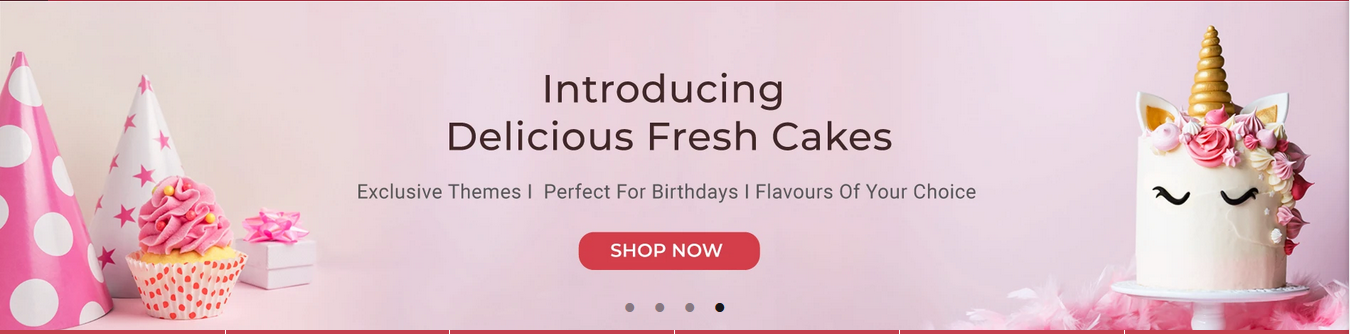 Introducing
Delicious Fresh Cakes
Exclusive Themes I  Perfect For Birthdays I Flavours Of Your Choice
SHOP NOW